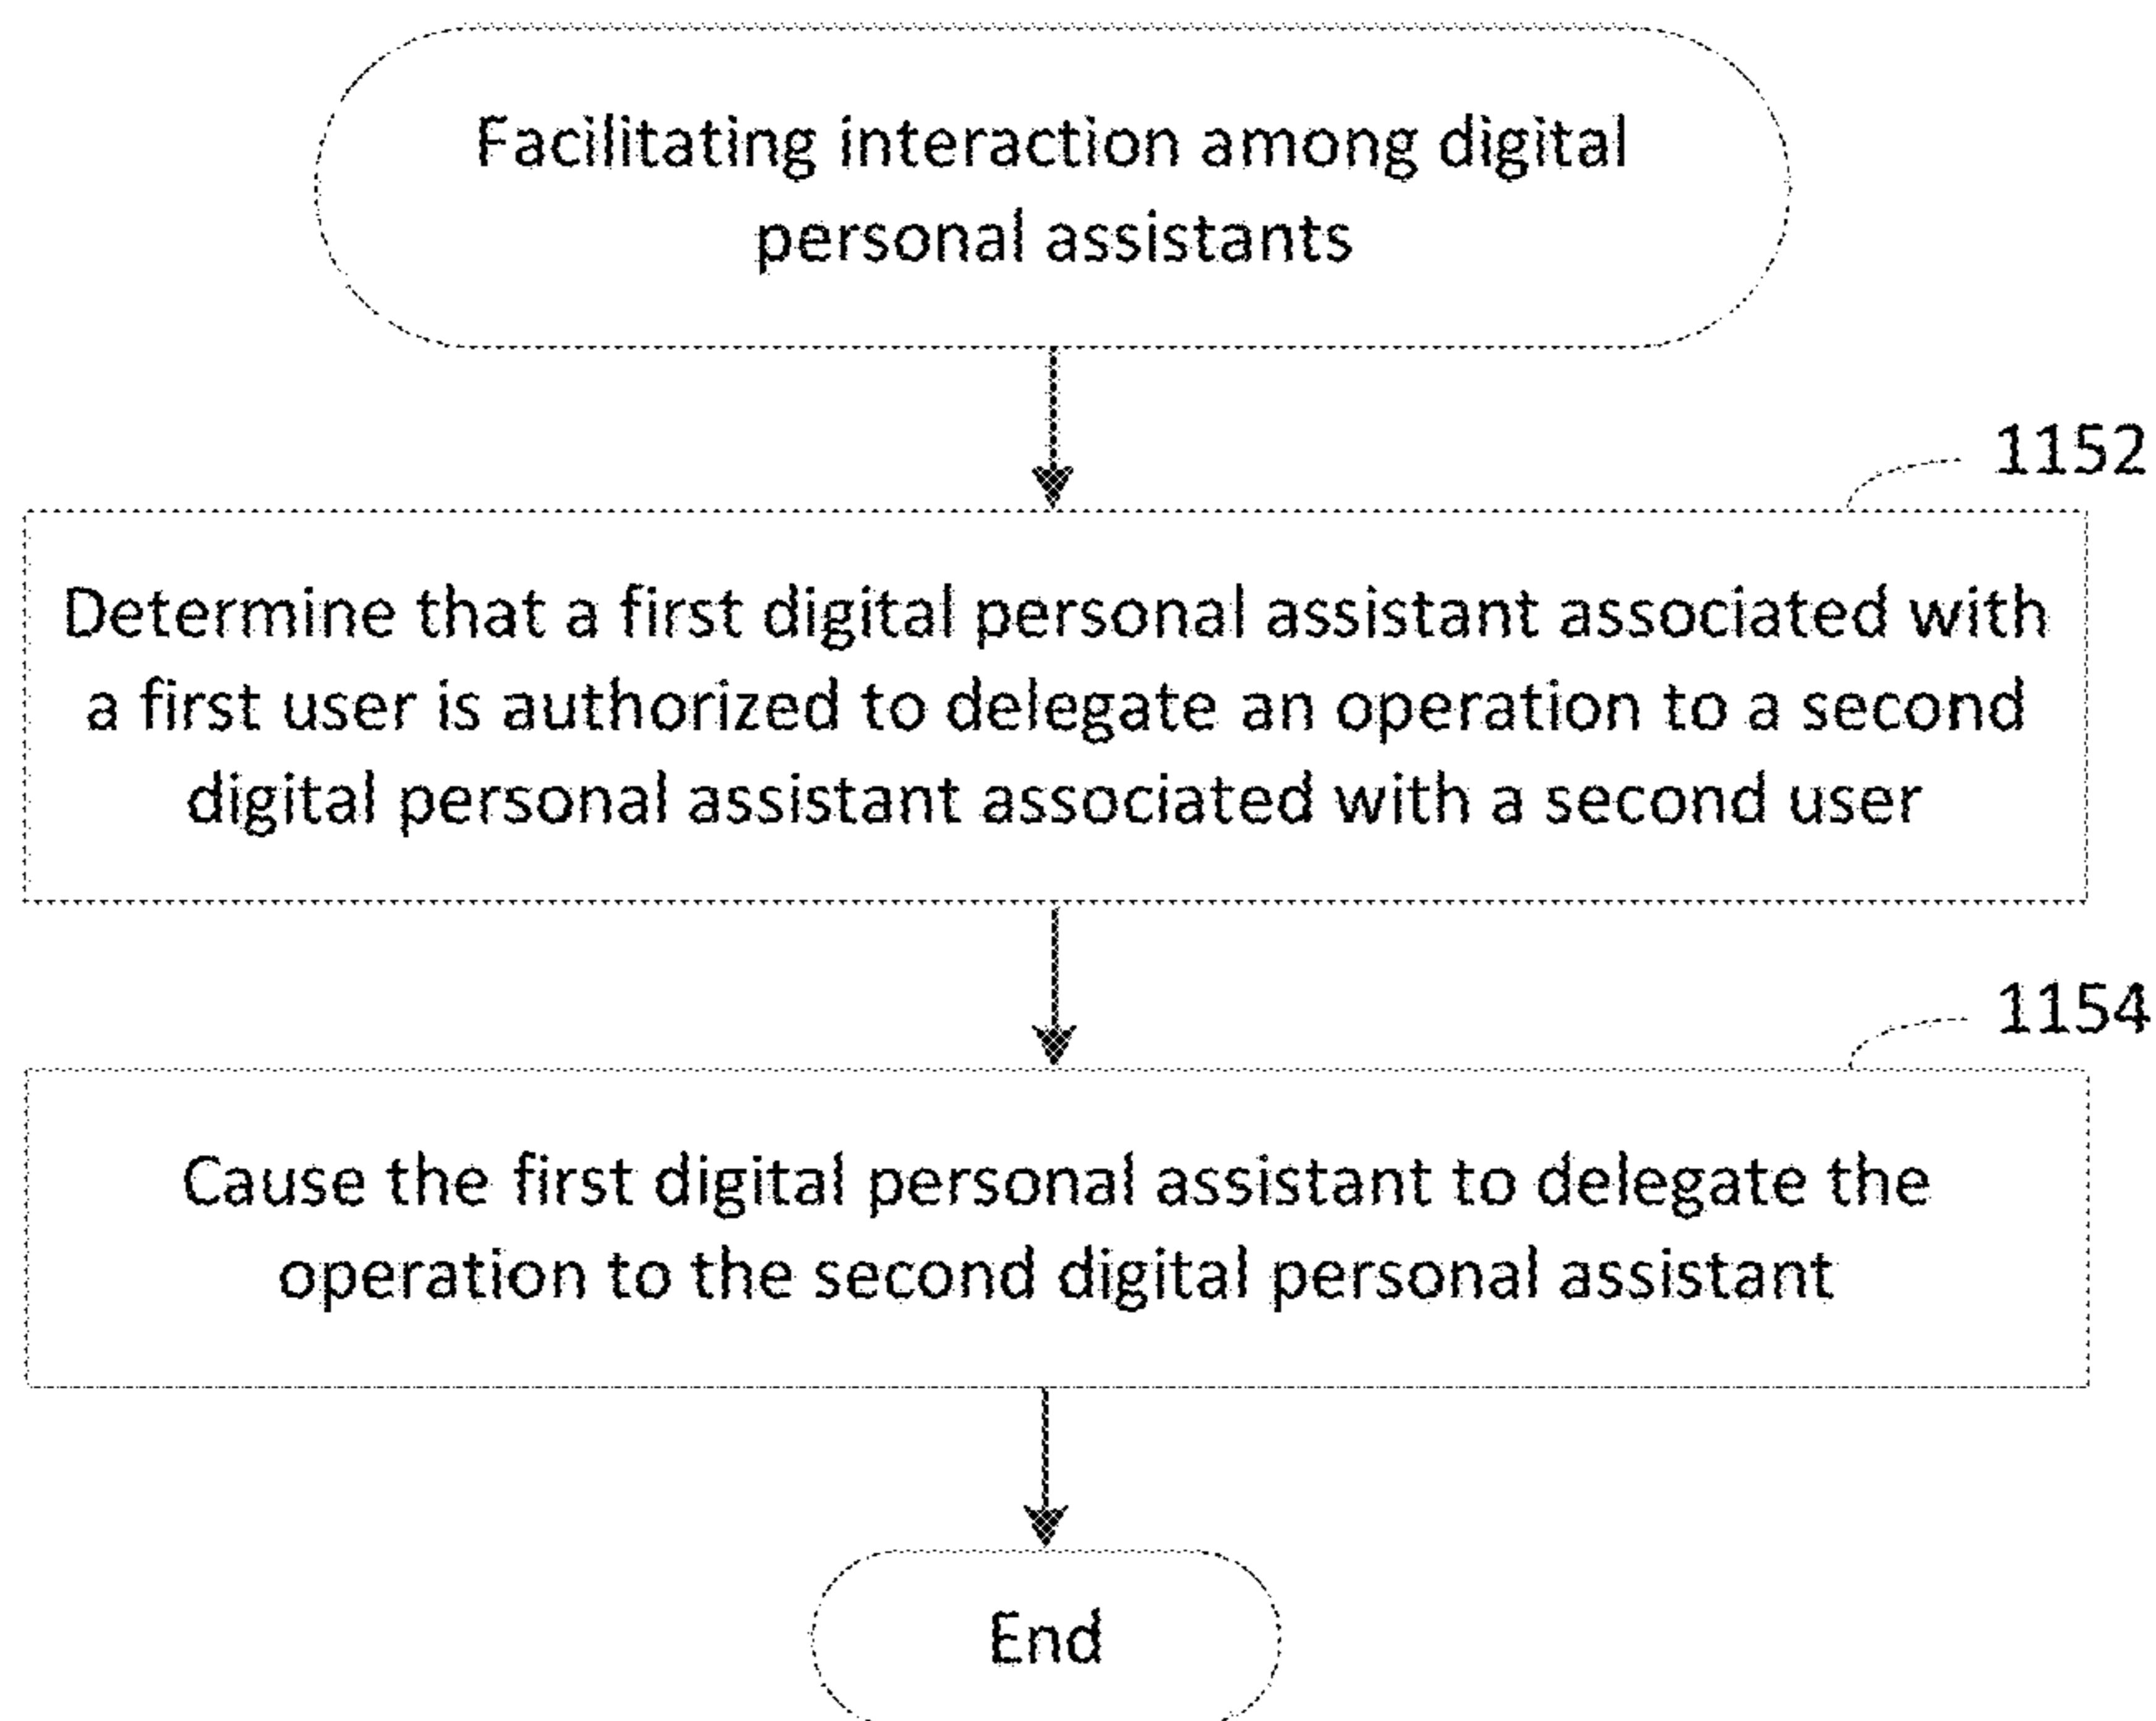 Facilitating interaction among digital
personal assistants
1152
Determine that a first digital personal assistant associated with
a first user is authorized to delegate an operation to a second
digital personal assistant associated with a second user
1154
Cause the first digital personal assistant to delegate the
operation to the second digital personal assistant
End